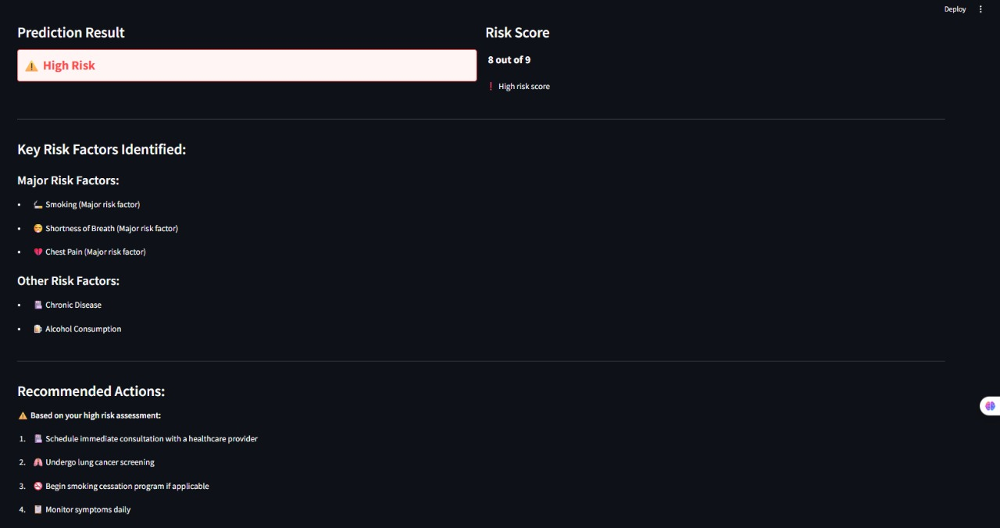 Deploy
Prediction Result
High Risk
Risk Score
8 out of 9
High risk score
Key Risk Factors Identified:
Major Risk Factors:
Smoking (Major risk factor)
Shortness of Breath (Major risk factor)
Chest Pain (Major risk factor)
Other Risk Factors:
Chronic Disease
Alcohol Consumption
Recommended Actions:
Based on your high risk assessment:
1. Schedule immediate consultation with a healthcare provider
2. Undergo lung cancer screening
3. Begin smoking cessation program if applicable
4. Monitor symptoms daily